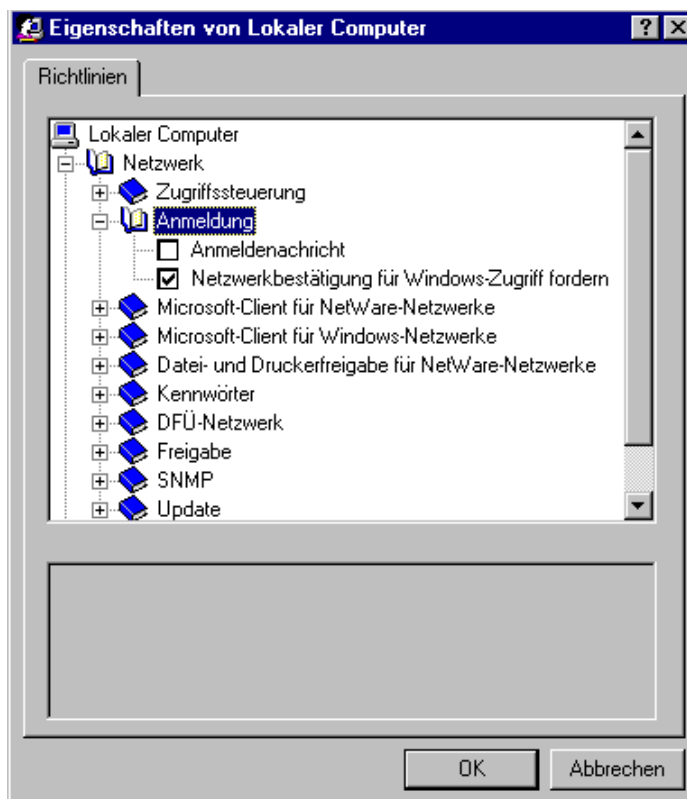 Eigenschaften von Lokaler Computer
Richtlinien
Lokaler Computer
Netzwerk
Zugriffssteuerung
Anmeldung
Anmeldenachricht
Netzwerkbestätigung für Windows-Zugriff fordern
Microsoft-Client für NetWare-Netzwerke
Microsoft-Client für Windows-Netzwerke
Datei- und Druckerfreigabe für NetWare-Netzwerke
Kennwörter
DFÜ-Netzwerk
Freigabe
SNMP
Update
OK Abbrechen